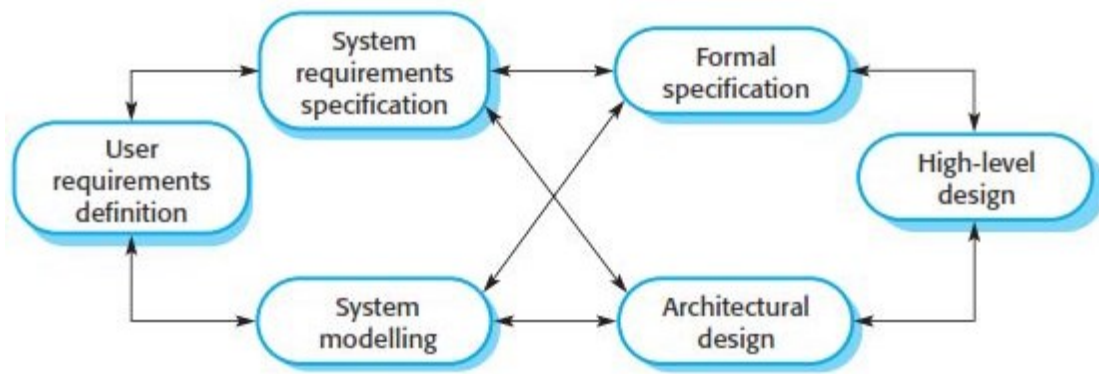 System
requirements
specification
Formal
specification
User
requirements
definition
High-level
design
System
modelling
Architectural
design